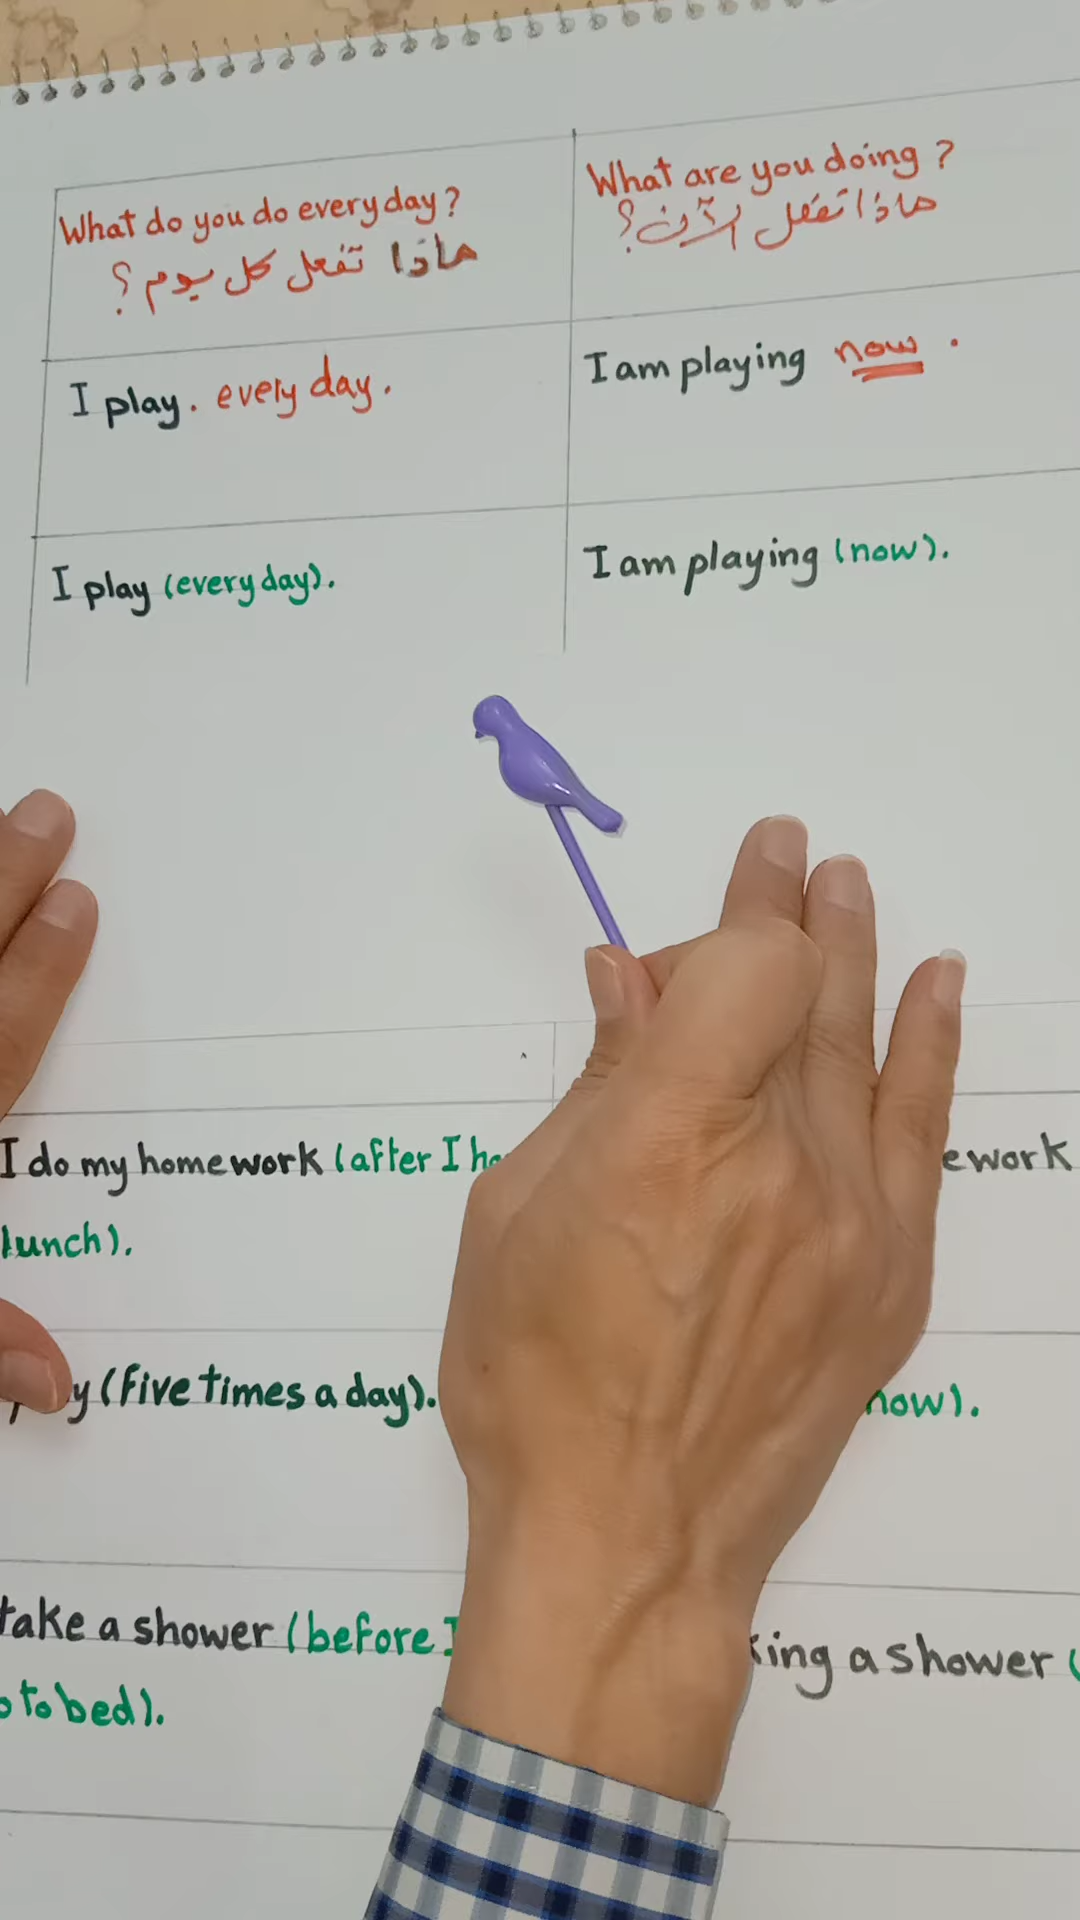 What do you do every day?
ماذا تفعل كل يوم؟
What are you doing?
ماذا تفعل الآن؟
I play. every day.
I am playing now.
I play (every day).
I am playing (now).
I do my homework (after I
lunch).
(five times a day).
now).
take a shower (before I
to bed).
a shower (